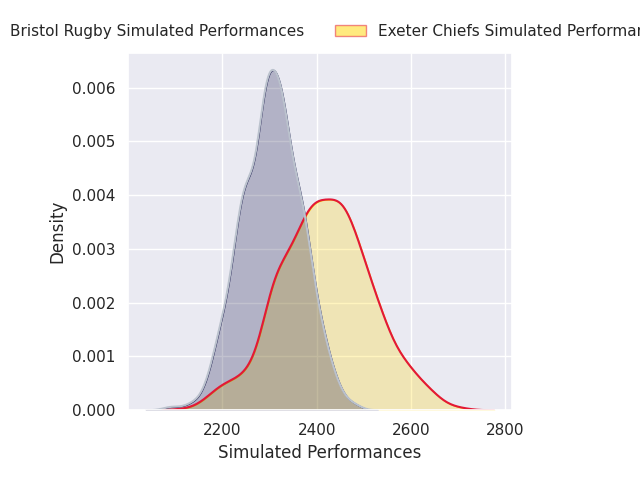 Bristol Rugby Simulated Performances
Exeter Chiefs Simulated
0.006
0.005
0.004
0.003
0.002
0.001
0.000
Density
2200 2400 2600 2800
Simulated Performances